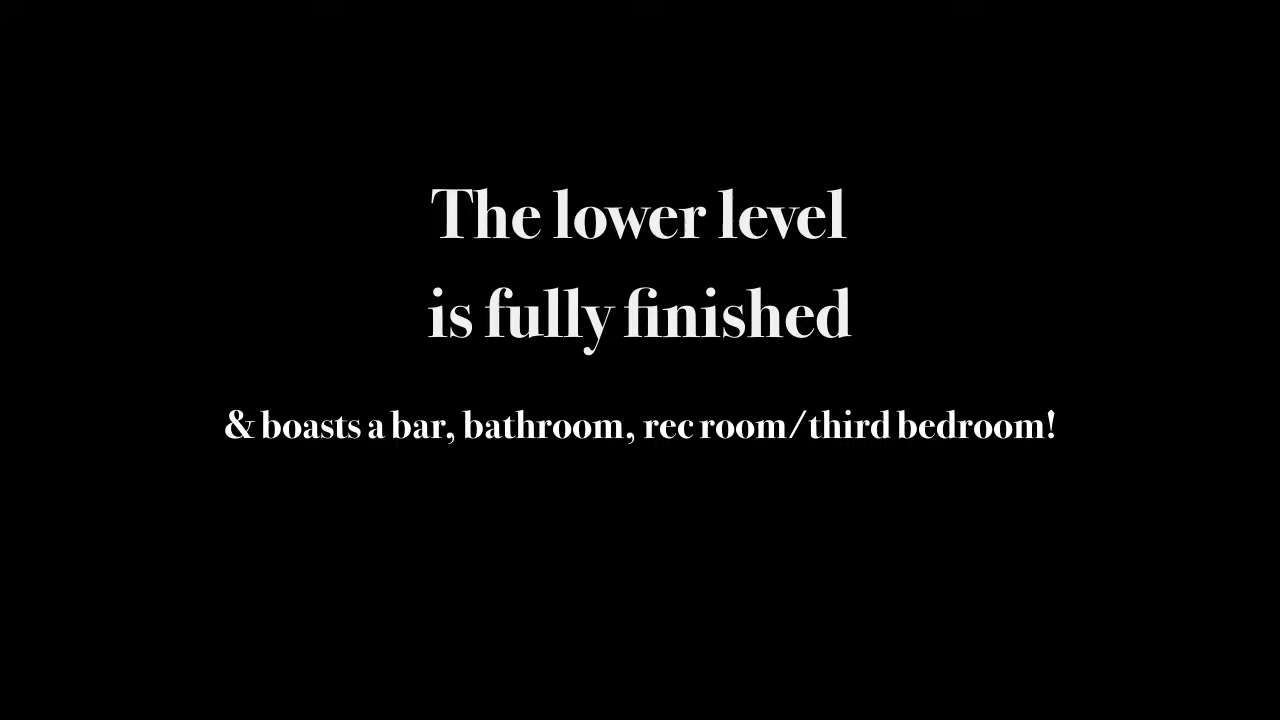 The lower level
is fully finished
& boasts a bar, bathroom, rec room/third bedroom!